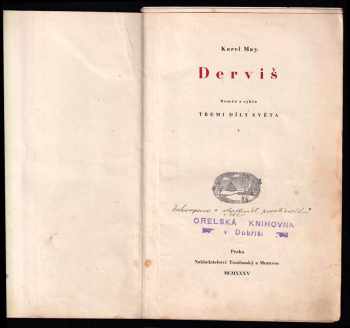 Karel May
Derviš
Román z cyklu
TŘEMI DÍLY SVĚTA
I
ORELSKÁ KNIHOVNA
v Dobříši
Praha
Nakladatelství Toužimský a Moravec
MCMXXXV